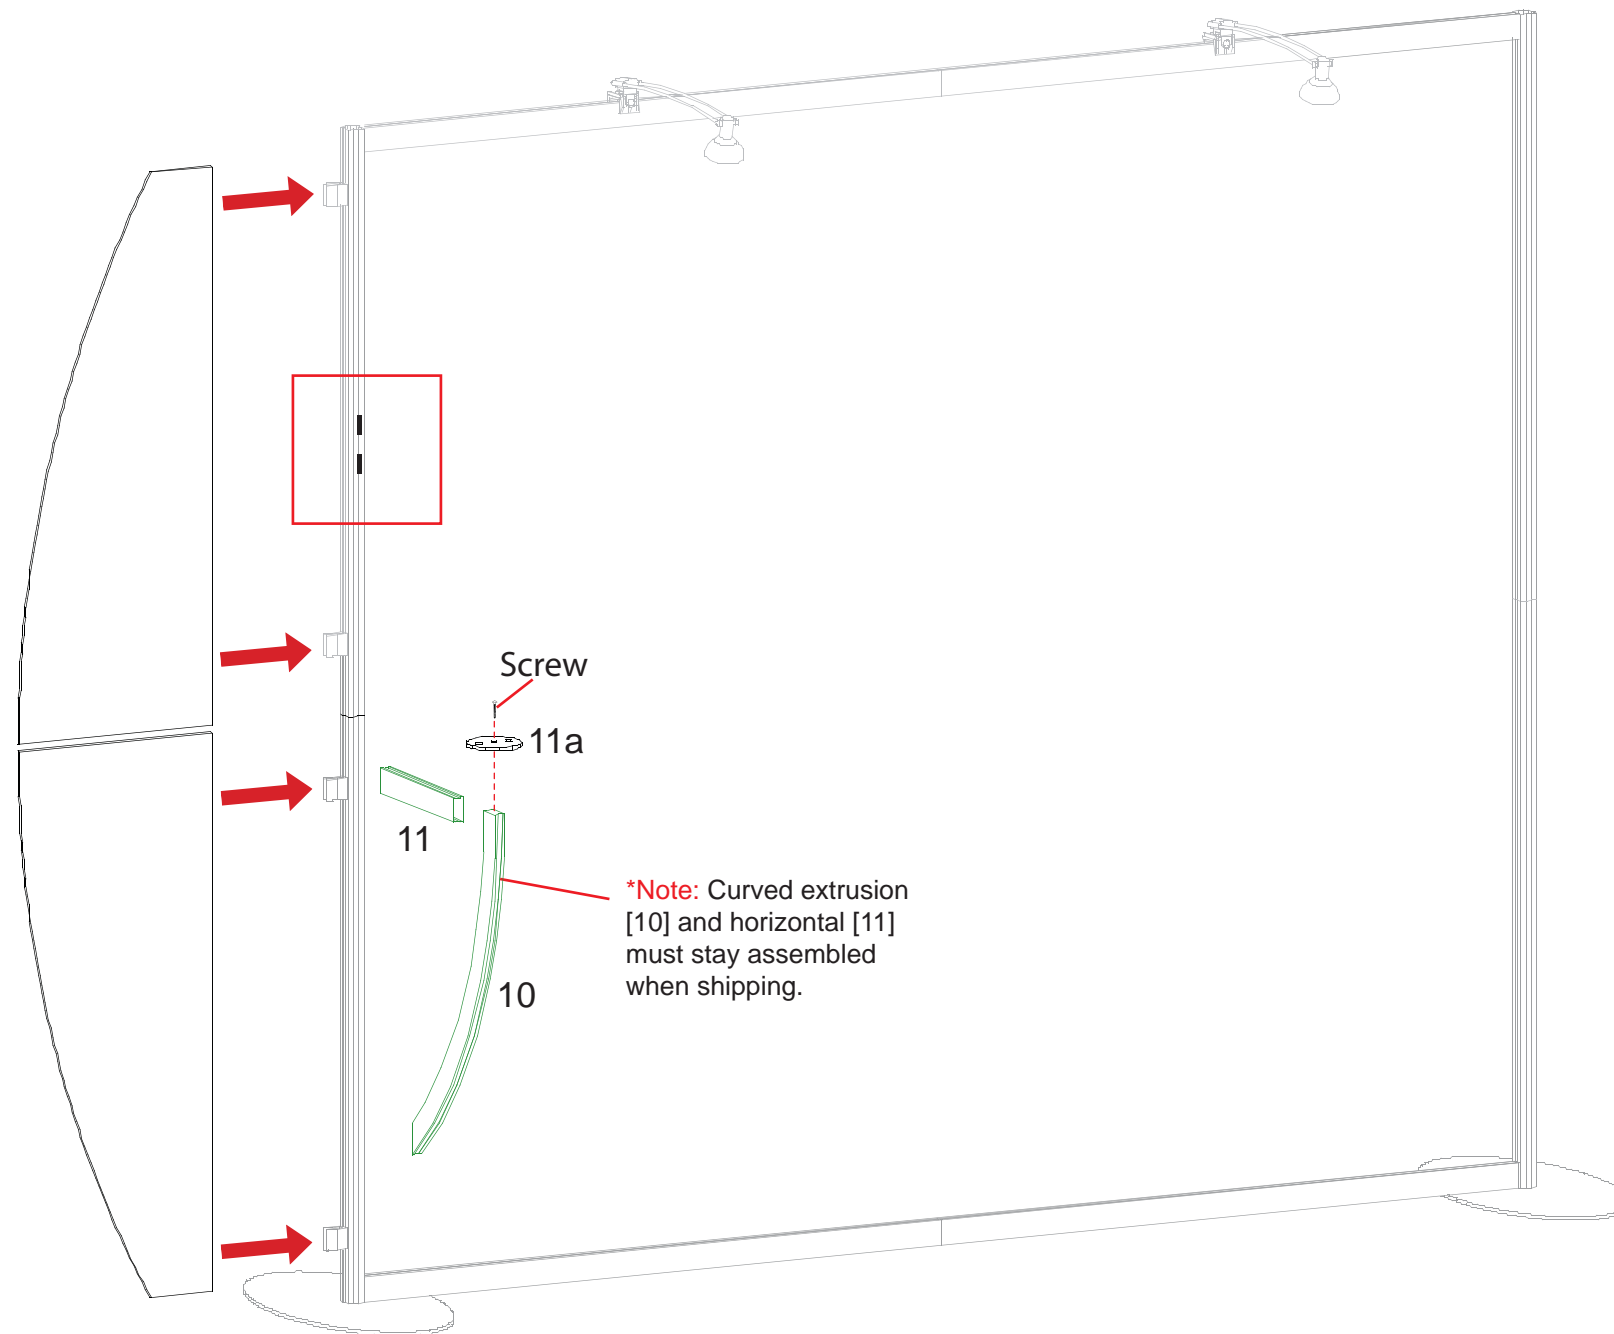 Screw
11a
11
*Note: Curved extrusion
[10] and horizontal [11]
must stay assembled
when shipping.
10